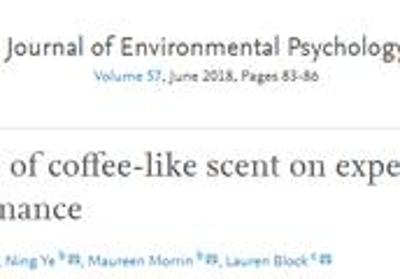 Journal of Environmental Psychology
Volume 57, June 2018, Pages 83-86
of coffee-like scent on expe
mance
, Ning Ye b, Maureen Morrin b, Lauren Block c